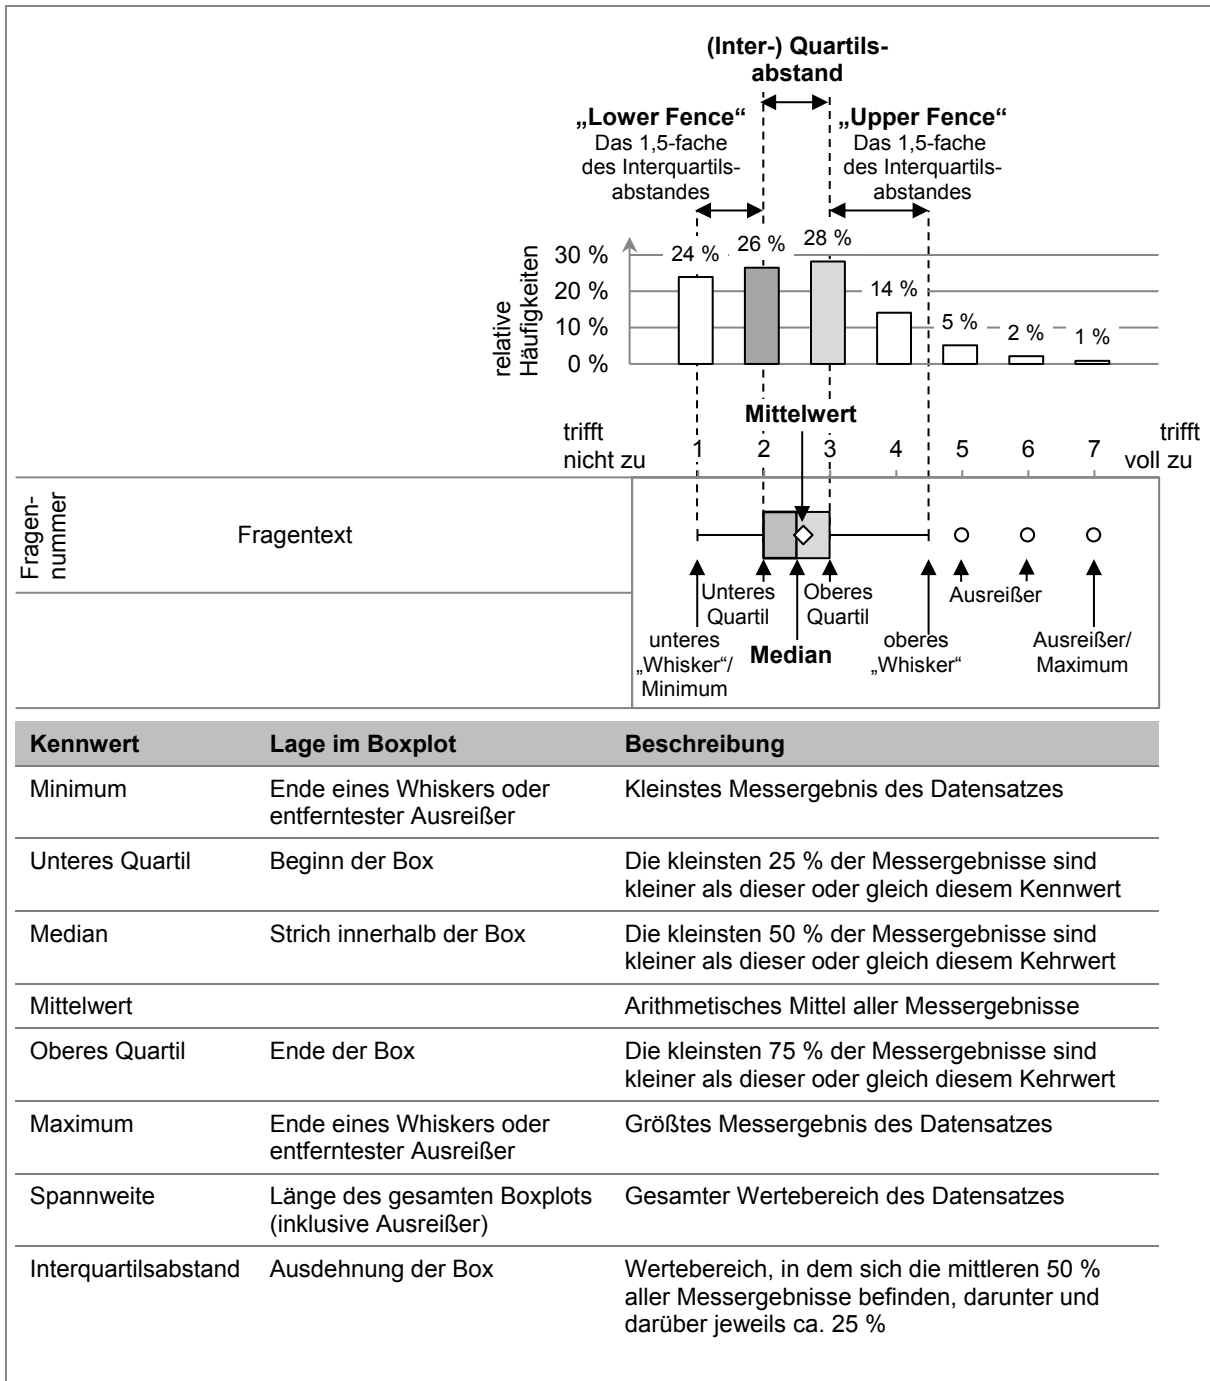 (Inter-) Quartils-
abstand
„Lower Fence“
Das 1,5-fache
des Interquartils-
abstandes
„Upper Fence“
Das 1,5-fache
des Interquartils-
abstandes
relative
Häufigkeiten
30 %
20 %
10 %
0 %
24 %
26 %
28 %
14 %
5 %
2 %
1 %
Mittelwert
trifft
nicht zu
1 2 3 4 5 6 7
trifft
voll zu
Fragen-
nummer
Fragentext
Unteres
Quartil
Oberes
Quartil
Ausreißer
unteres
„Whisker“/
Minimum
Median
oberes
„Whisker“
Ausreißer/
Maximum
Kennwert Lage im Boxplot Beschreibung
Minimum Ende eines Whiskers oder Kleinstes Messergebnis des Datensatzes
entferntester Ausreißer
Unteres Quartil Beginn der Box Die kleinsten 25 % der Messergebnisse sind
kleiner als dieser oder gleich diesem Kennwert
Median Strich innerhalb der Box Die kleinsten 50 % der Messergebnisse sind
kleiner als dieser oder gleich diesem Kehrwert
Mittelwert Arithmetisches Mittel aller Messergebnisse
Oberes Quartil Ende der Box Die kleinsten 75 % der Messergebnisse sind
kleiner als dieser oder gleich diesem Kehrwert
Maximum Ende eines Whiskers oder Größtes Messergebnis des Datensatzes
entferntester Ausreißer
Spannweite Länge des gesamten Boxplots Gesamter Wertebereich des Datensatzes
(inklusive Ausreißer)
Interquartilsabstand Ausdehnung der Box Wertebereich, in dem sich die mittleren 50 %
aller Messergebnisse befinden, darunter und
darüber jeweils ca. 25 %